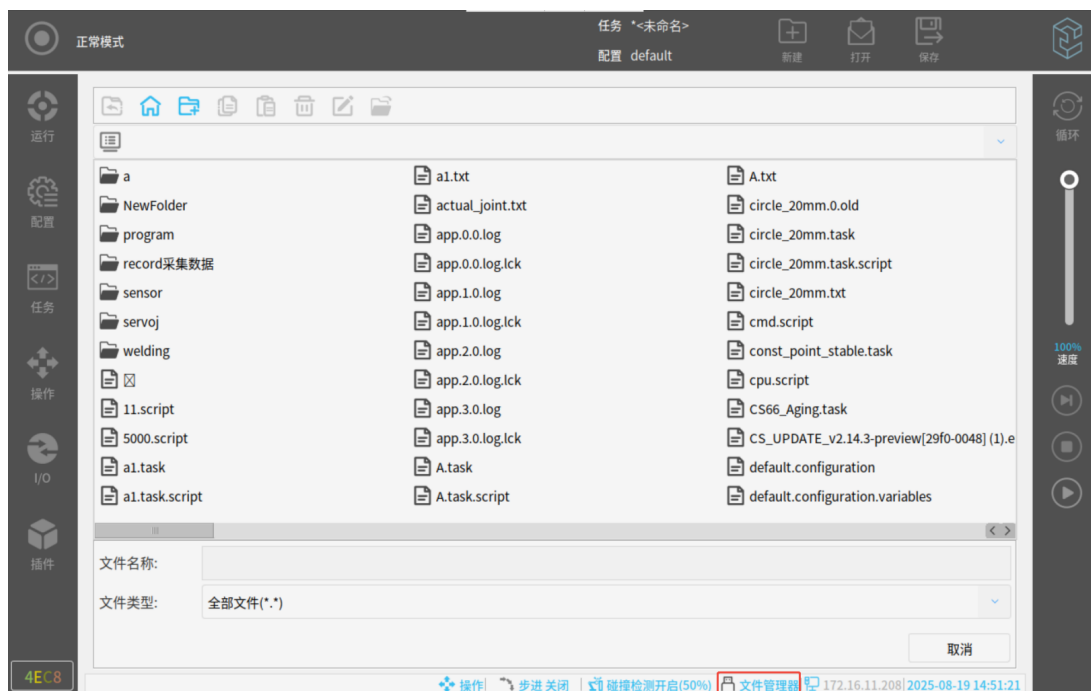 正常模式
任务 *<未命名>
配置 default
新建
打开
保存
运行
配置
任务
操作
I/O
插件
4EC8
循环
100%
速度
a
NewFolder
program
record采集数据
sensor
servoj
welding
11.script
5000.script
a1.task
a1.task.script
a1.txt
actual_joint.txt
app.0.0.log
app.0.0.log.lck
app.1.0.log
app.1.0.log.lck
app.2.0.log
app.2.0.log.lck
app.3.0.log
app.3.0.log.lck
A.task
A.task.script
A.txt
circle_20mm.0.old
circle_20mm.task
circle_20mm.task.script
circle_20mm.txt
cmd.script
const_point_stable.task
cpu.script
CS66_Aging.task
CS_UPDATE_v2.14.3-preview[29f0-0048] (1).e
default.configuration
default.configuration.variables
文件名称:
文件类型: 全部文件(*.*)
取消
操作 步进 关闭 碰撞检测开启(50%) 文件管理器 172.16.11.208 2025-08-19 14:51:21